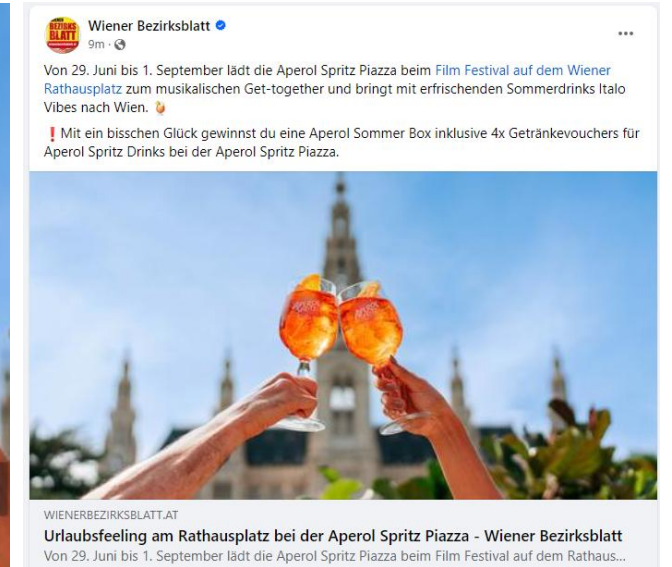 WIENER
BEZIRKS
BLATT
Wiener Bezirksblatt
9m ·
Von 29. Juni bis 1. September lädt die Aperol Spritz Piazza beim Film Festival auf dem Wiener
Rathausplatz zum musikalischen Get-together und bringt mit erfrischenden Sommerdrinks Italo
Vibes nach Wien.
❗Mit ein bisschen Glück gewinnst du eine Aperol Sommer Box inklusive 4x Getränkevouchers für
Aperol Spritz Drinks bei der Aperol Spritz Piazza.
WIENERBEZIRKSBLATT.AT
Urlaubsfeeling am Rathausplatz bei der Aperol Spritz Piazza - Wiener Bezirksblatt
Von 29. Juni bis 1. September lädt die Aperol Spritz Piazza beim Film Festival auf dem Rathaus...